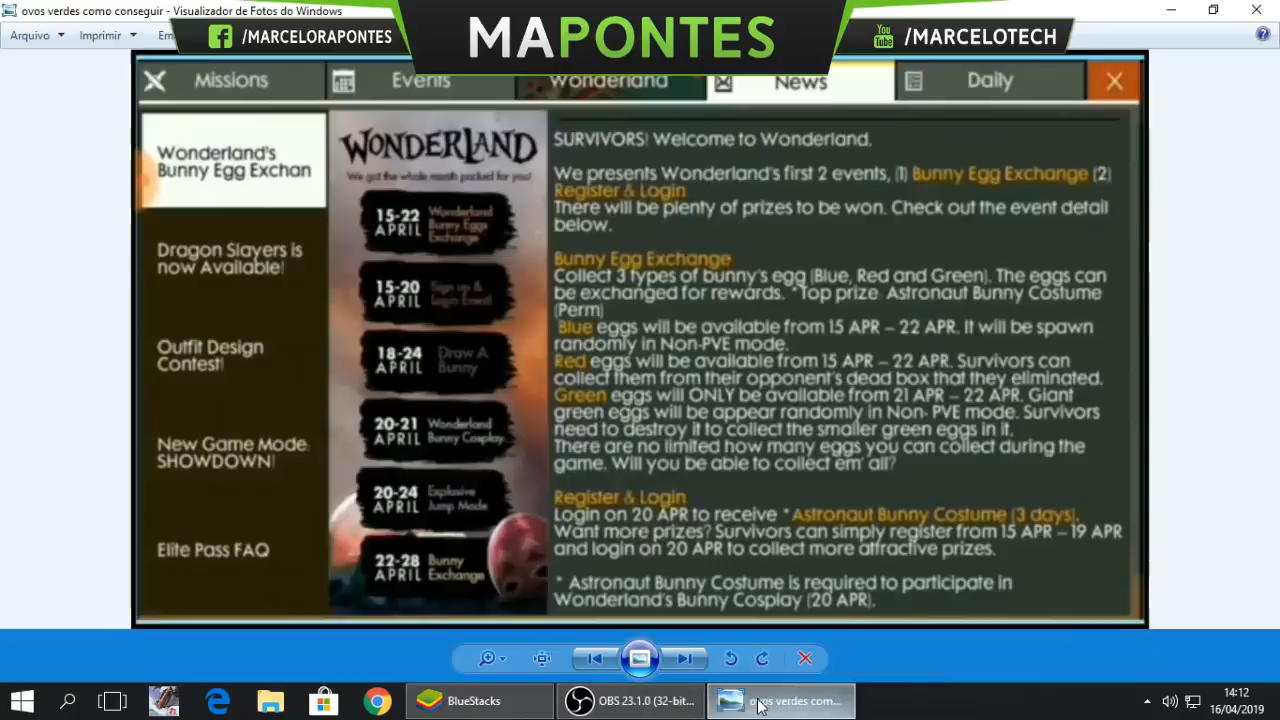 ovos verdes como conseguir - Visualizador de Fotos do Windows
Arquivo Imprimir
/MARCELORAPONTES
MAPONTES
You Tube /MARCELOTECH
Missions
Events
Wonderland
News
Daily
Wonderland's
Bunny Egg Exchan
Dragon Slayers is
now Available!
Outfit Design
Contest!
New Game Mode:
SHOWDOWN!
Elite Pass FAQ
WONDERLAND
We got the whole month packed for you!
15-22 APRIL Wonderland Bunny Eggs Exchange
15-20 APRIL Sign up & Login Event!
18-24 APRIL Draw A Bunny
20-21 APRIL Wonderland Bunny Cosplay
20-24 APRIL Explosive Jump Mode
22-28 APRIL Bunny Exchange
SURVIVORS! Welcome to Wonderland.
We presents Wonderland's first 2 events, (1) Bunny Egg Exchange (2)
Register & Login
There will be plenty of prizes to be won. Check out the event detail
below.
Bunny Egg Exchange
Collect 3 types of bunny's egg (Blue, Red and Green). The eggs can
be exchanged for rewards. *Top prize: Astronaut Bunny Costume
(Perm)
Blue eggs will be available from 15 APR – 22 APR. It will be spawn
randomly in Non-PVE mode.
Red eggs will be available from 15 APR – 22 APR. Survivors can
collect them from their opponent's dead box that they eliminated.
Green eggs will ONLY be available from 21 APR – 22 APR. Giant
green eggs will be appear randomly in Non- PVE mode. Survivors
need to destroy it to collect the smaller green eggs in it.
There are no limited how many eggs you can collect during the
game. Will you be able to collect em' all?
Register & Login
Login on 20 APR to receive *Astronaut Bunny Costume (3 days).
Want more prizes? Survivors can simply register from 15 APR – 19 APR
and login on 20 APR to collect more attractive prizes.
* Astronaut Bunny Costume is required to participate in
Wonderland's Bunny Cosplay (20 APR).
BlueStacks
OBS 23.1.0 (32-bit...
ovos verdes com...
14:12
16/04/2019